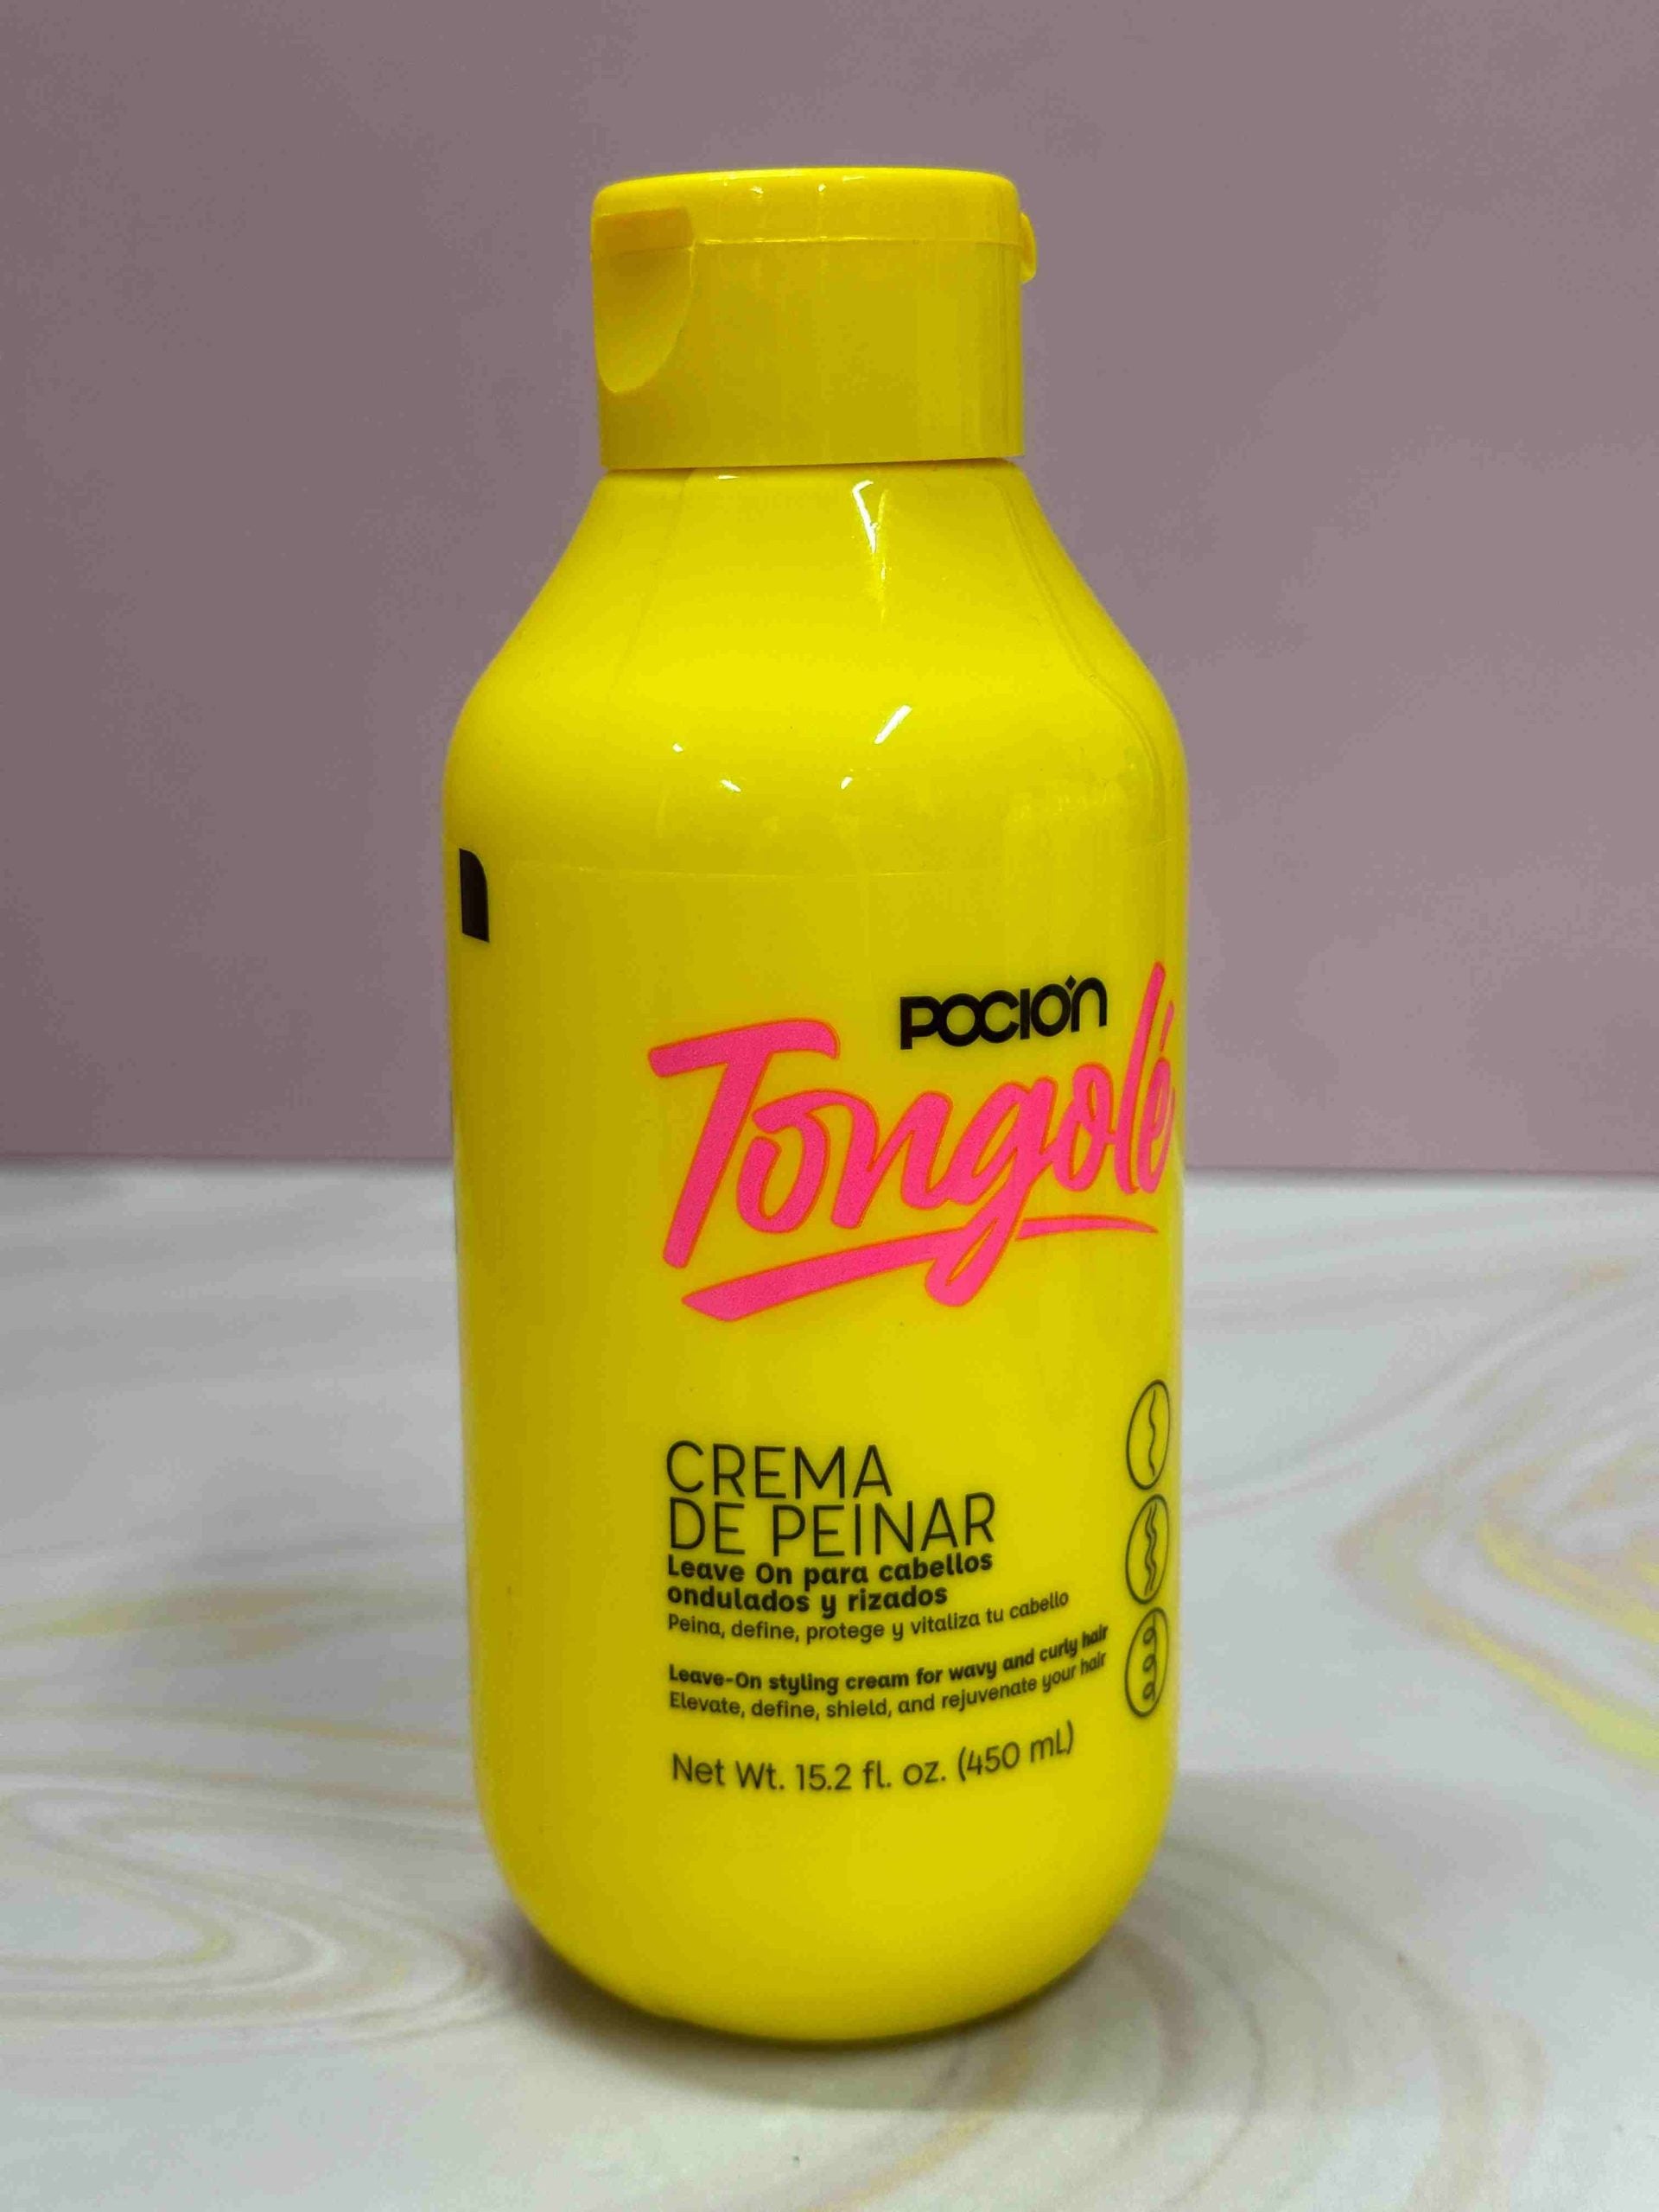 POCIÓN
Tongolé
CREMA
DE PEINAR
Leave On para cabellos
ondulados y rizados
Peina, define, protege y vitaliza tu cabello
Leave-On styling cream for wavy and curly hair
Elevate, define, shield, and rejuvenate your hair
Net Wt. 15.2 fl. oz. (450 mL)